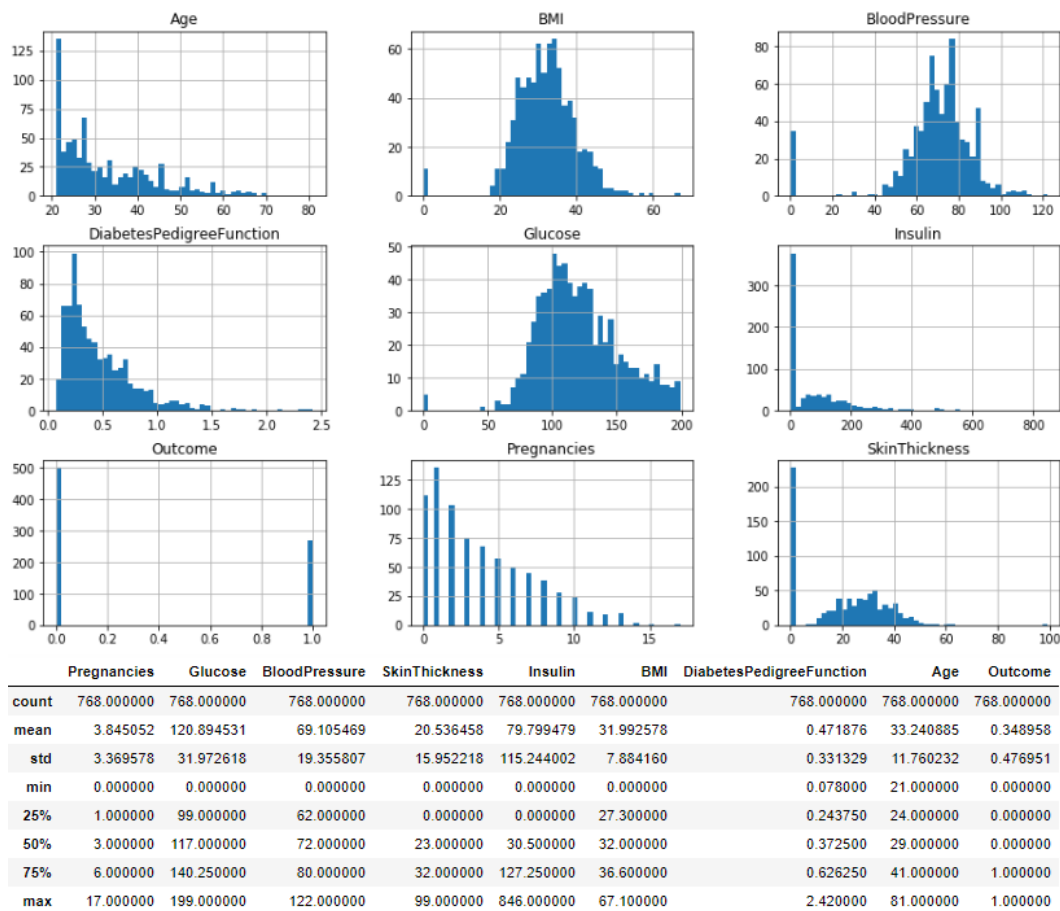 Age BMI BloodPressure
125
100
75
50
25
0
20 30 40 50 60 70 80
60
40
20
0
0 20 40 60
80
60
40
20
0
0 20 40 60 80 100 120
DiabetesPedigreeFunction Glucose Insulin
100
80
60
40
20
0
0.0 0.5 1.0 1.5 2.0 2.5
50
40
30
20
10
0
0 50 100 150 200
300
200
100
0
0 200 400 600 800
Outcome Pregnancies SkinThickness
500
400
300
200
100
0
0.0 0.2 0.4 0.6 0.8 1.0
125
100
75
50
25
0
0 5 10 15
200
150
100
50
0
0 20 40 60 80 100
Pregnancies Glucose BloodPressure SkinThickness Insulin BMI DiabetesPedigreeFunction Age Outcome
count 768.000000 768.000000 768.000000 768.000000 768.000000 768.000000 768.000000 768.000000 768.000000
mean 3.845052 120.894531 69.105469 20.536458 79.799479 31.992578 0.471876 33.240885 0.348958
std 3.369578 31.972618 19.355807 15.952218 115.244002 7.884160 0.331329 11.760232 0.476951
min 0.000000 0.000000 0.000000 0.000000 0.000000 0.000000 0.078000 21.000000 0.000000
25% 1.000000 99.000000 62.000000 0.000000 0.000000 27.300000 0.243750 24.000000 0.000000
50% 3.000000 117.000000 72.000000 23.000000 30.500000 32.000000 0.372500 29.000000 0.000000
75% 6.000000 140.250000 80.000000 32.000000 127.250000 36.600000 0.626250 41.000000 1.000000
max 17.000000 199.000000 122.000000 99.000000 846.000000 67.100000 2.420000 81.000000 1.000000